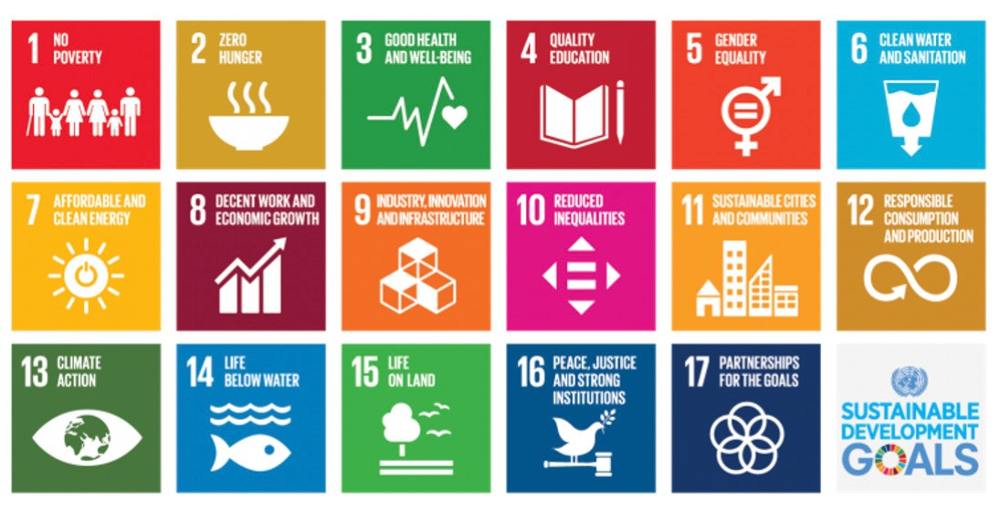 1 NO
POVERTY
2 ZERO
HUNGER
3 GOOD HEALTH
AND WELL-BEING
4 QUALITY
EDUCATION
5 GENDER
EQUALITY
6 CLEAN WATER
AND SANITATION
7 AFFORDABLE AND
CLEAN ENERGY
8 DECENT WORK AND
ECONOMIC GROWTH
9 INDUSTRY, INNOVATION
AND INFRASTRUCTURE
10 REDUCED
INEQUALITIES
11 SUSTAINABLE CITIES
AND COMMUNITIES
12 RESPONSIBLE
CONSUMPTION
AND PRODUCTION
13 CLIMATE
ACTION
14 LIFE
BELOW WATER
15 LIFE
ON LAND
16 PEACE, JUSTICE
AND STRONG
INSTITUTIONS
17 PARTNERSHIPS
FOR THE GOALS
SUSTAINABLE
DEVELOPMENT
GOALS